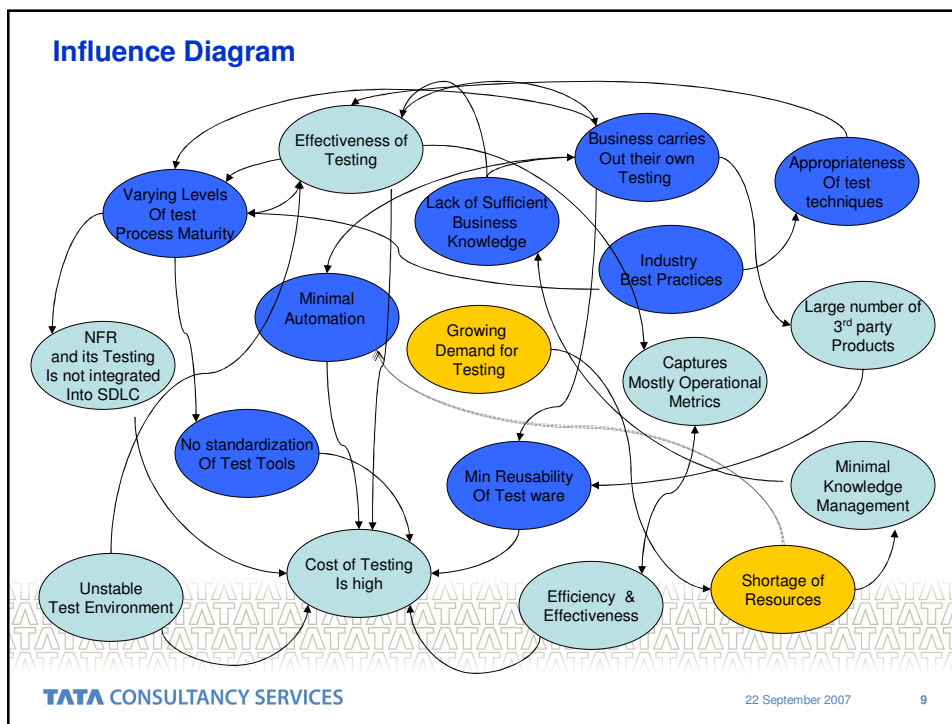 Influence Diagram
Effectiveness of
Testing
Business carries
Out their own
Testing
Appropriateness
Of test
techniques
Varying Levels
Of test
Process Maturity
Lack of Sufficient
Business
Knowledge
Industry
Best Practices
Minimal
Automation
Growing
Demand for
Testing
Large number of
3rd party
Products
NFR
and its Testing
Is not integrated
Into SDLC
Captures
Mostly Operational
Metrics
No standardization
Of Test Tools
Min Reusability
Of Test ware
Minimal
Knowledge
Management
Cost of Testing
Is high
Unstable
Test Environment
Efficiency &
Effectiveness
Shortage of
Resources
TATA CONSULTANCY SERVICES
22 September 2007
9